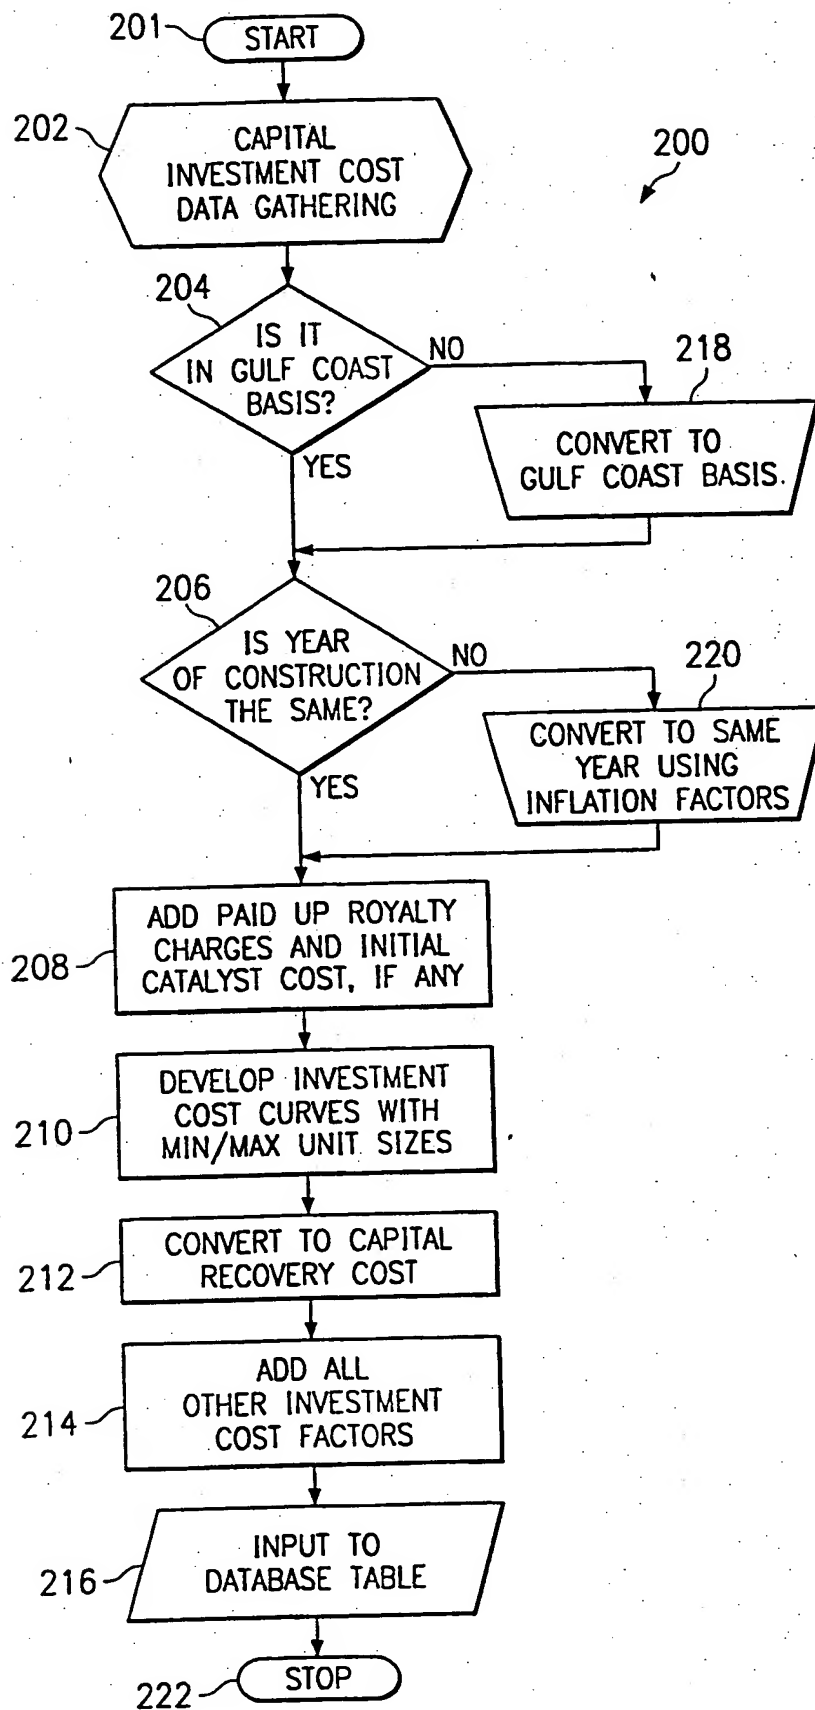 201
START
202
CAPITAL
INVESTMENT COST
DATA GATHERING
200
204
IS IT
IN GULF COAST
BASIS?
NO
218
CONVERT TO
GULF COAST BASIS.
YES
206
IS YEAR
OF CONSTRUCTION
THE SAME?
NO
220
CONVERT TO SAME
YEAR USING
INFLATION FACTORS
YES
208
ADD PAID UP ROYALTY
CHARGES AND INITIAL
CATALYST COST, IF ANY
210
DEVELOP INVESTMENT
COST CURVES WITH
MIN/MAX UNIT SIZES
212
CONVERT TO CAPITAL
RECOVERY COST
214
ADD ALL
OTHER INVESTMENT
COST FACTORS
216
INPUT TO
DATABASE TABLE
222
STOP